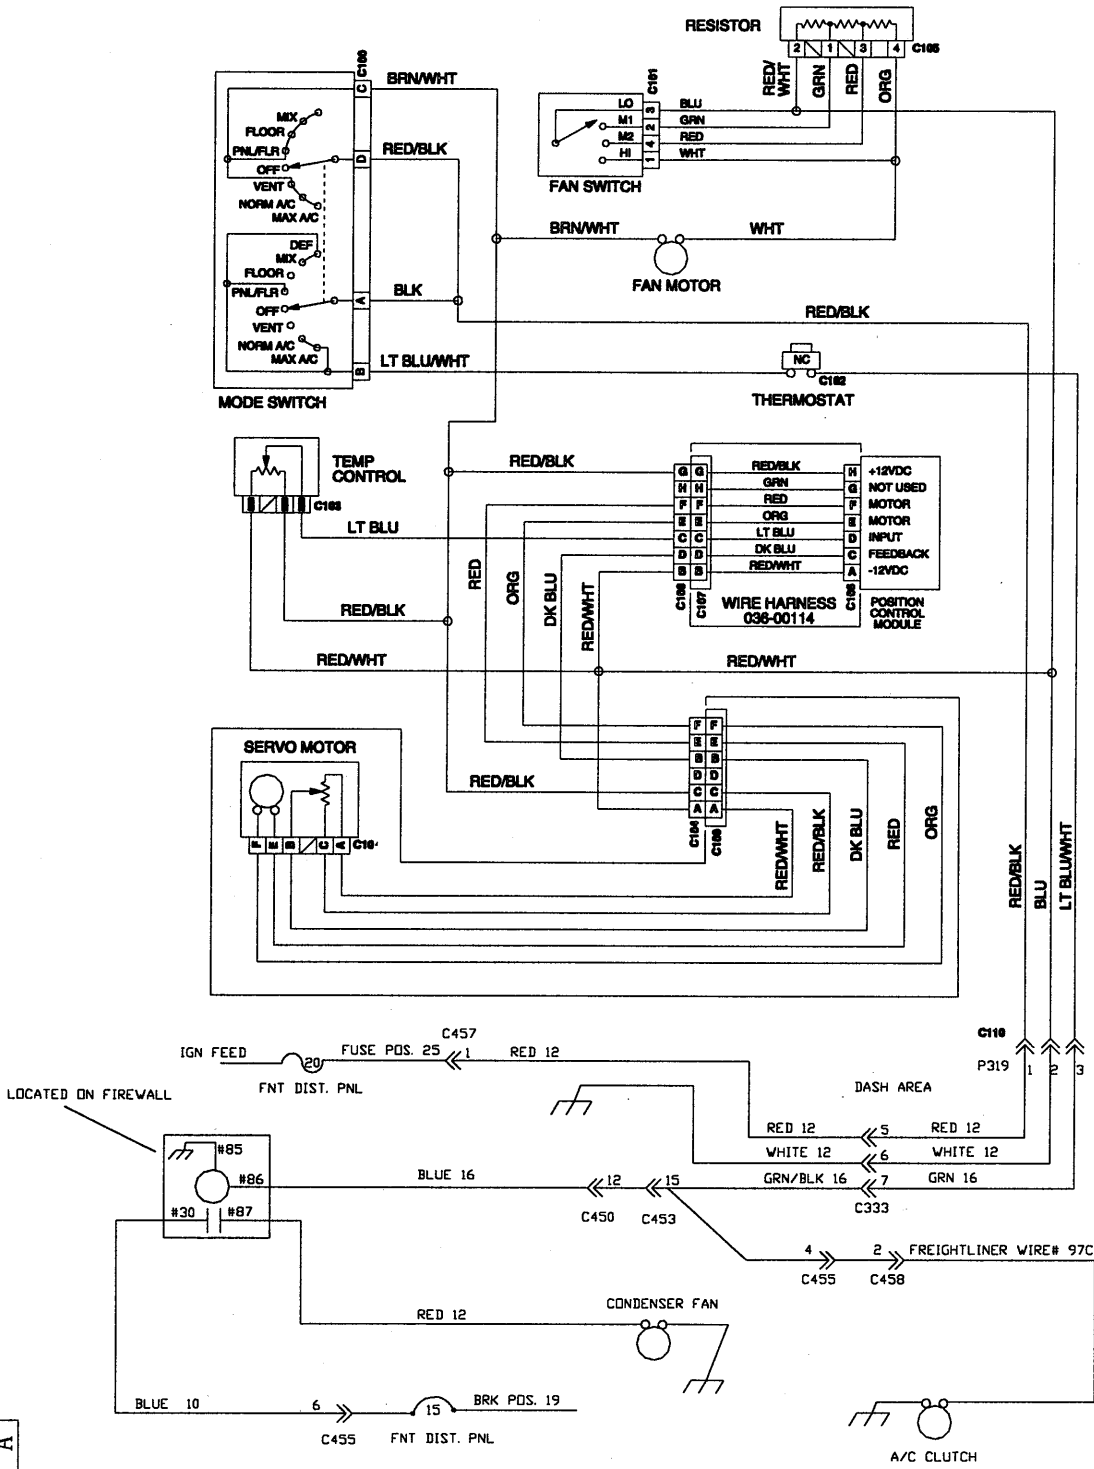 RESISTOR
2 1 3 4 C105
RED/WHT
GRN
RED
ORG
C100
C
BRN/WHT
MIX
FLOOR
PNL/FLR
OFF
VENT
NORM A/C
MAX A/C
D
RED/BLK
DEF
MIX
FLOOR
PNL/FLR
OFF
VENT
NORM A/C
MAX A/C
A
BLK
B
LT BLU/WHT
MODE SWITCH
C101
LO 3 BLU
M1 2 GRN
M2 4 RED
HI 1 WHT
FAN SWITCH
BRN/WHT
WHT
FAN MOTOR
RED/BLK
NC
C102
THERMOSTAT
TEMP
CONTROL
C103
RED/BLK
LT BLU
G G RED/BLK H +12VDC
H H GRN G NOT USED
F F RED F MOTOR
E E ORG E MOTOR
C C LT BLU D INPUT
D D DK BLU C FEEDBACK
B B RED/WHT A -12VDC
C108
C107
WIRE HARNESS
036-00114
C106
POSITION
CONTROL
MODULE
RED
ORG
DK BLU
RED/WHT
RED/BLK
RED/WHT
RED/WHT
SERVO MOTOR
F E B C A
RED/BLK
F F
E E
B B
D D
C C
A A
C104
C109
RED/WHT
RED/BLK
DK BLU
RED
ORG
RED/BLK
BLU
LT BLU/WHT
C110
P319 1 2 3
IGN FEED
20
FNT DIST. PNL
FUSE POS. 25
C457
1
RED 12
DASH AREA
LOCATED ON FIREWALL
RED 12 5 RED 12
WHITE 12 6 WHITE 12
GRN/BLK 16 7 GRN 16
C333
#85
#86
#30 #87
BLUE 16
12
C450
15
C453
4
C455
2
C458
FREIGHTLINER WIRE# 97C
RED 12
CONDENSER FAN
BLUE 10
6
C455
15
FNT DIST. PNL
BRK POS. 19
A/C CLUTCH
A